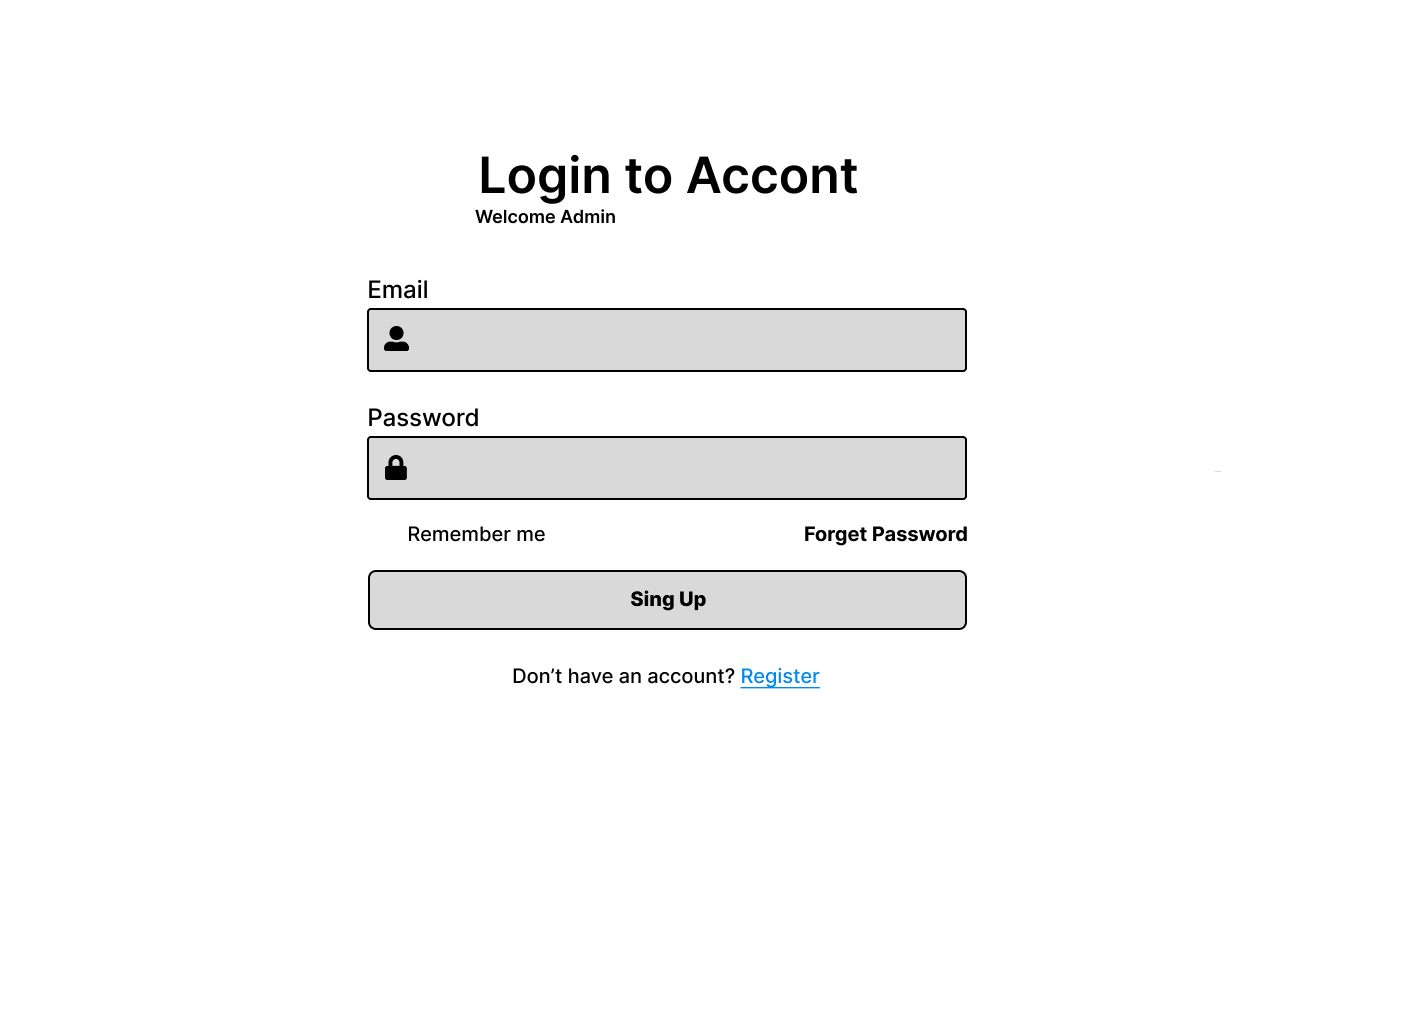 Login to Accont
Welcome Admin
Email
Password
Remember me Forget Password
Sing Up
Don’t have an account? Register